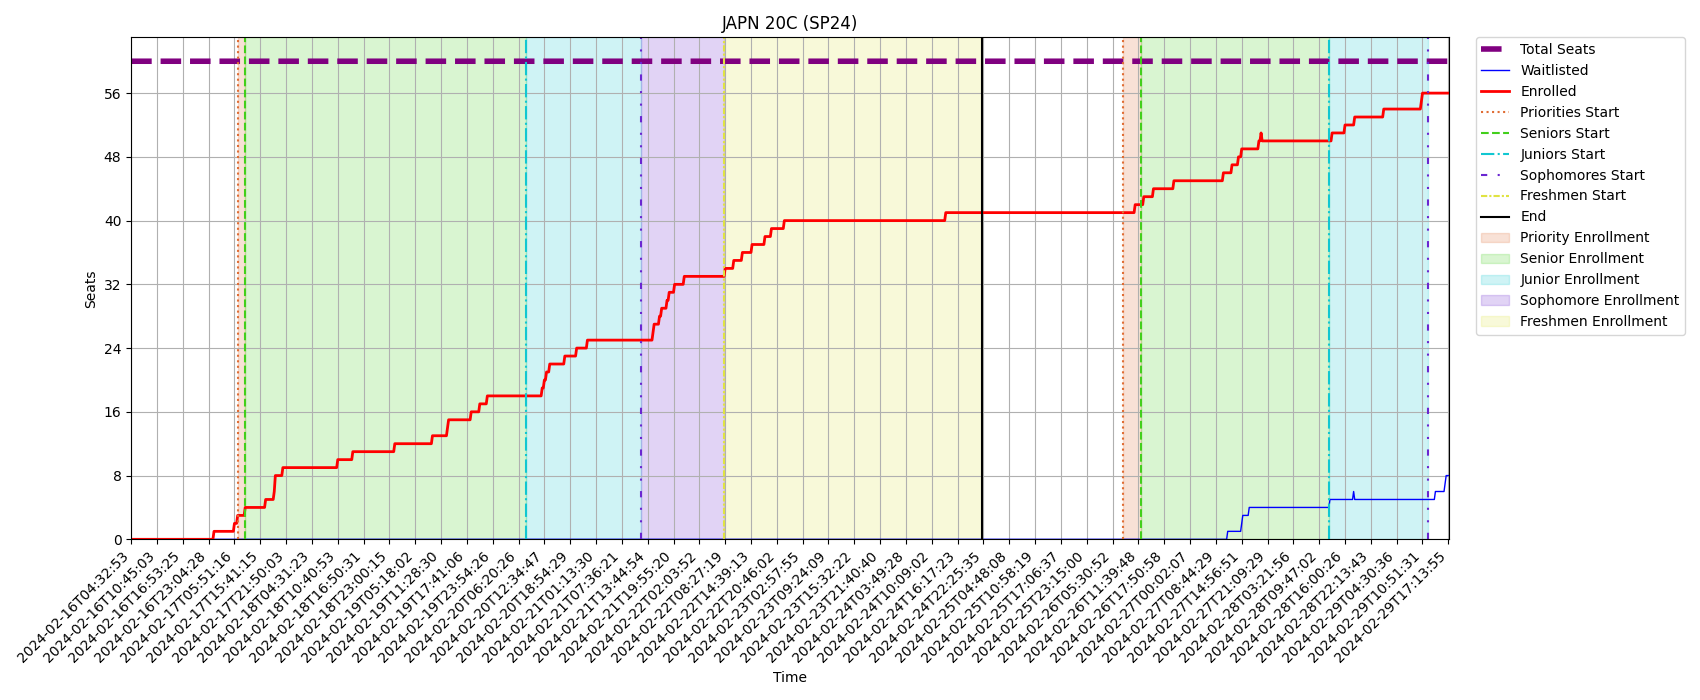 JAPN 20C (SP24)
Total Seats
Waitlisted
Enrolled
Priorities Start
Seniors Start
Juniors Start
Sophomores Start
Freshmen Start
End
Priority Enrollment
Senior Enrollment
Junior Enrollment
Sophomore Enrollment
Freshmen Enrollment
Seats
56
48
40
32
24
16
8
0
2024-02-16T04:32:53
2024-02-16T10:45:03
2024-02-16T16:53:25
2024-02-16T23:04:28
2024-02-17T05:51:16
2024-02-17T15:41:15
2024-02-17T21:50:03
2024-02-18T04:31:23
2024-02-18T10:40:53
2024-02-18T16:50:31
2024-02-18T23:00:15
2024-02-19T05:18:02
2024-02-19T11:28:30
2024-02-19T17:41:06
2024-02-19T23:54:26
2024-02-20T06:20:26
2024-02-20T12:34:47
2024-02-20T18:54:29
2024-02-21T01:13:30
2024-02-21T07:36:21
2024-02-21T13:44:54
2024-02-21T19:55:20
2024-02-22T02:03:52
2024-02-22T08:27:19
2024-02-22T14:39:13
2024-02-22T20:46:02
2024-02-23T02:57:55
2024-02-23T09:24:09
2024-02-23T15:32:22
2024-02-23T21:40:40
2024-02-24T03:49:28
2024-02-24T10:09:02
2024-02-24T16:17:23
2024-02-24T22:25:35
2024-02-25T04:48:08
2024-02-25T10:58:19
2024-02-25T17:06:37
2024-02-25T23:15:00
2024-02-26T05:30:52
2024-02-26T11:39:48
2024-02-26T17:50:58
2024-02-27T00:02:07
2024-02-27T08:44:29
2024-02-27T14:56:51
2024-02-27T21:09:29
2024-02-28T03:21:56
2024-02-28T09:47:02
2024-02-28T16:00:26
2024-02-28T22:13:43
2024-02-29T04:30:36
2024-02-29T10:51:31
2024-02-29T17:13:55
Time